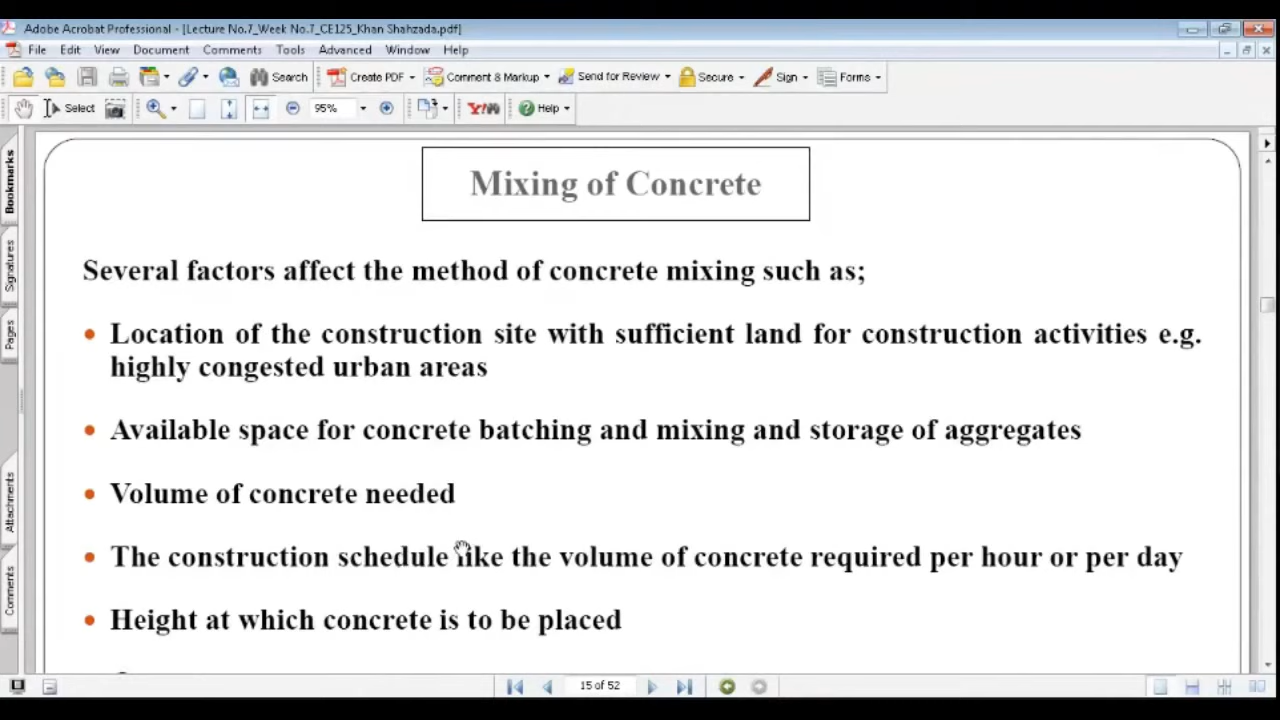 Adobe Acrobat Professional - [Lecture No.7_Week No.7_CE125_Khan Shahzada.pdf]
File Edit View Document Comments Tools Advanced Window Help
Search Create PDF Comment & Markup Send for Review Secure Sign Forms
Select 95% Y! Help
Bookmarks
Signatures
Pages
Attachments
Comments
Mixing of Concrete
Several factors affect the method of concrete mixing such as;
• Location of the construction site with sufficient land for construction activities e.g.
highly congested urban areas
• Available space for concrete batching and mixing and storage of aggregates
• Volume of concrete needed
• The construction schedule like the volume of concrete required per hour or per day
• Height at which concrete is to be placed
15 of 52